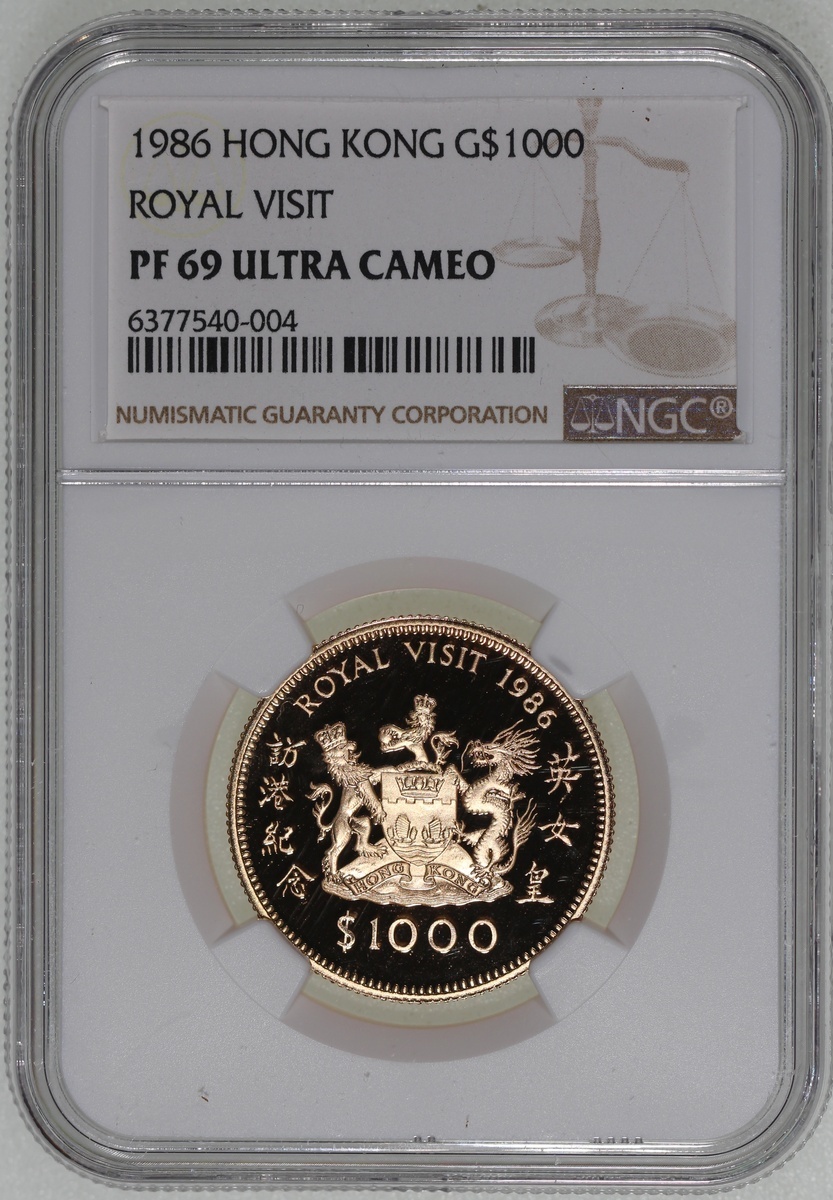 1986 HONG KONG G$1000
ROYAL VISIT
PF 69 ULTRA CAMEO
6377540-004
NUMISMATIC GUARANTY CORPORATION
NGC®
ROYAL VISIT 1986
英女皇
訪港紀念
HONG KONG
$1000